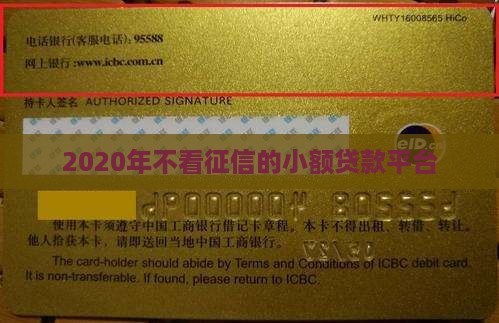 WHTY16008565 HiCo
电话银行(客服电话):95588
网上银行:www.icbc.com.cn
持卡人签名 AUTHORIZED SIGNATURE
eID
2020年不看征信的小额贷款平台
使用本卡须遵守中国工商银行借记卡章程。本卡不得出租、转借、转让。
他人拾获本卡,请即送回当地中国工商银行。
The card-holder should abide by Terms and Conditions of ICBC debit card.
It is non-transferable. If found, please return to ICBC.